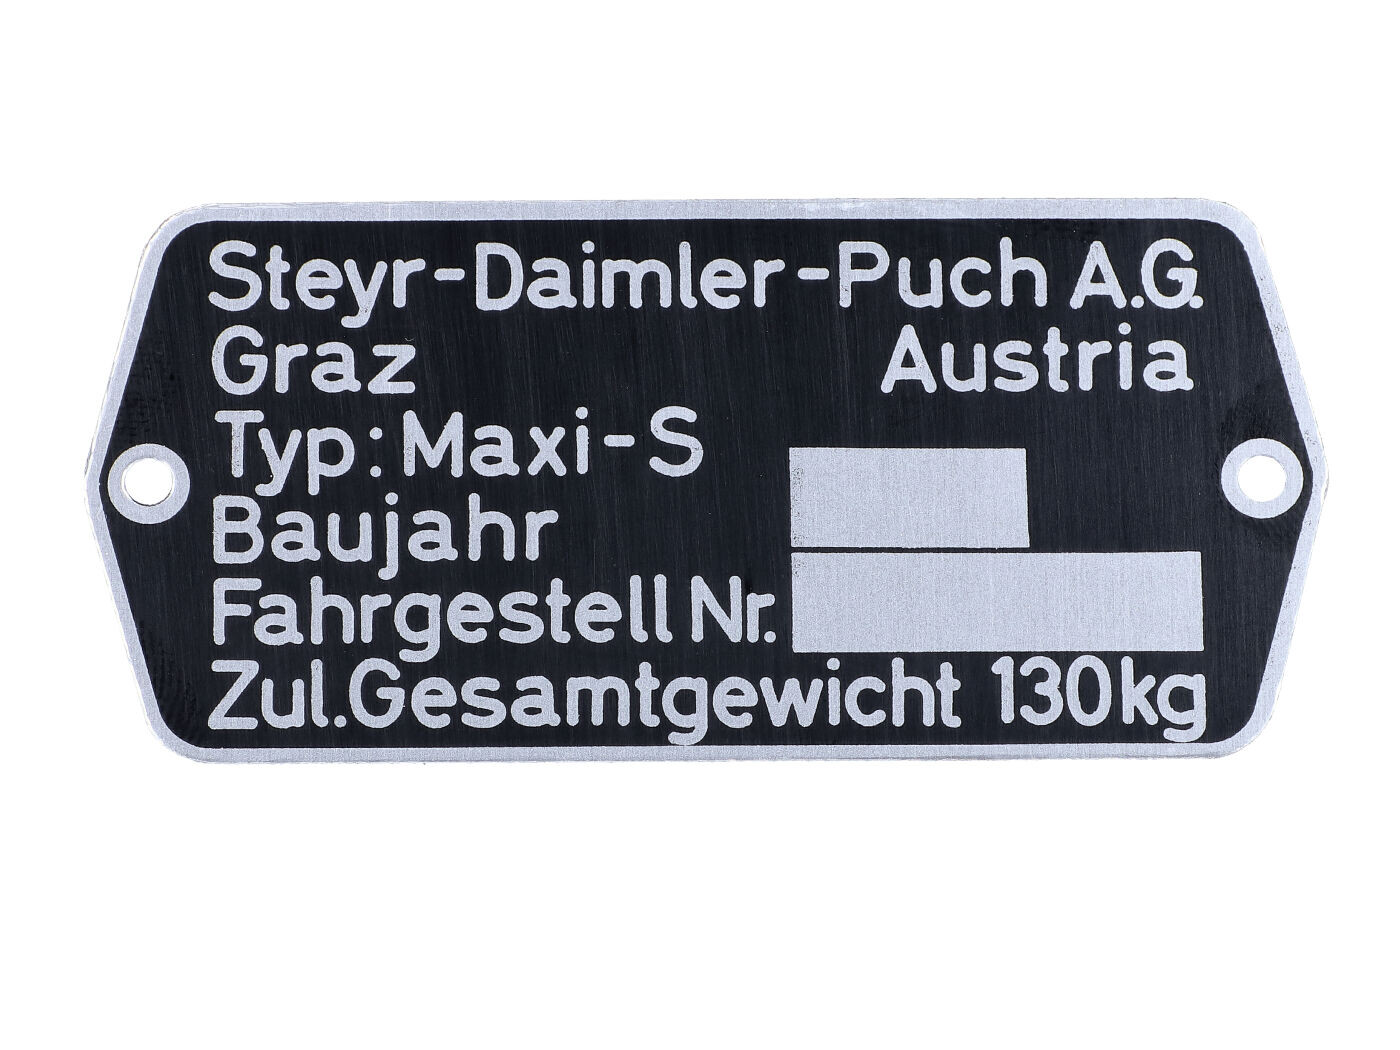 Steyr-Daimler-Puch A.G.
Graz Austria
Typ: Maxi-S
Baujahr
Fahrgestell Nr.
Zul.Gesamtgewicht 130kg